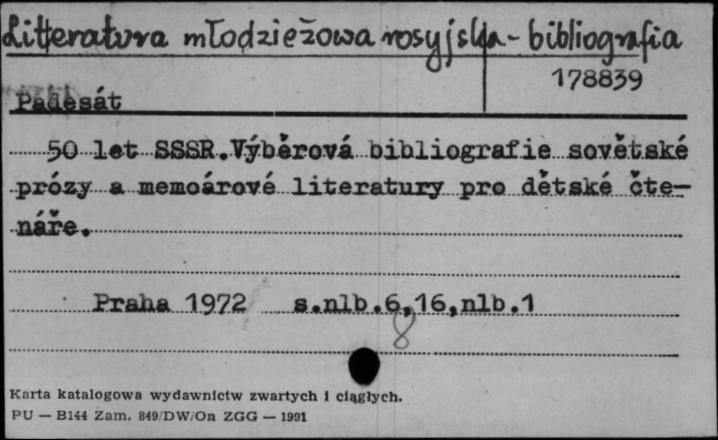 Literatura młodzieżowa rosyjska - bibliografia
178839
Padesát
50 let SSSR. Výběrová bibliografie sovětské
prózy a memoárové literatury pro dětské čte-
náře.
Praha 1972 s.nlb.6,16,nlb.1
8
Karta katalogowa wydawnictw zwartych i ciągłych.
PU — B144 Zam. 849/DW/On ZGG — 1991